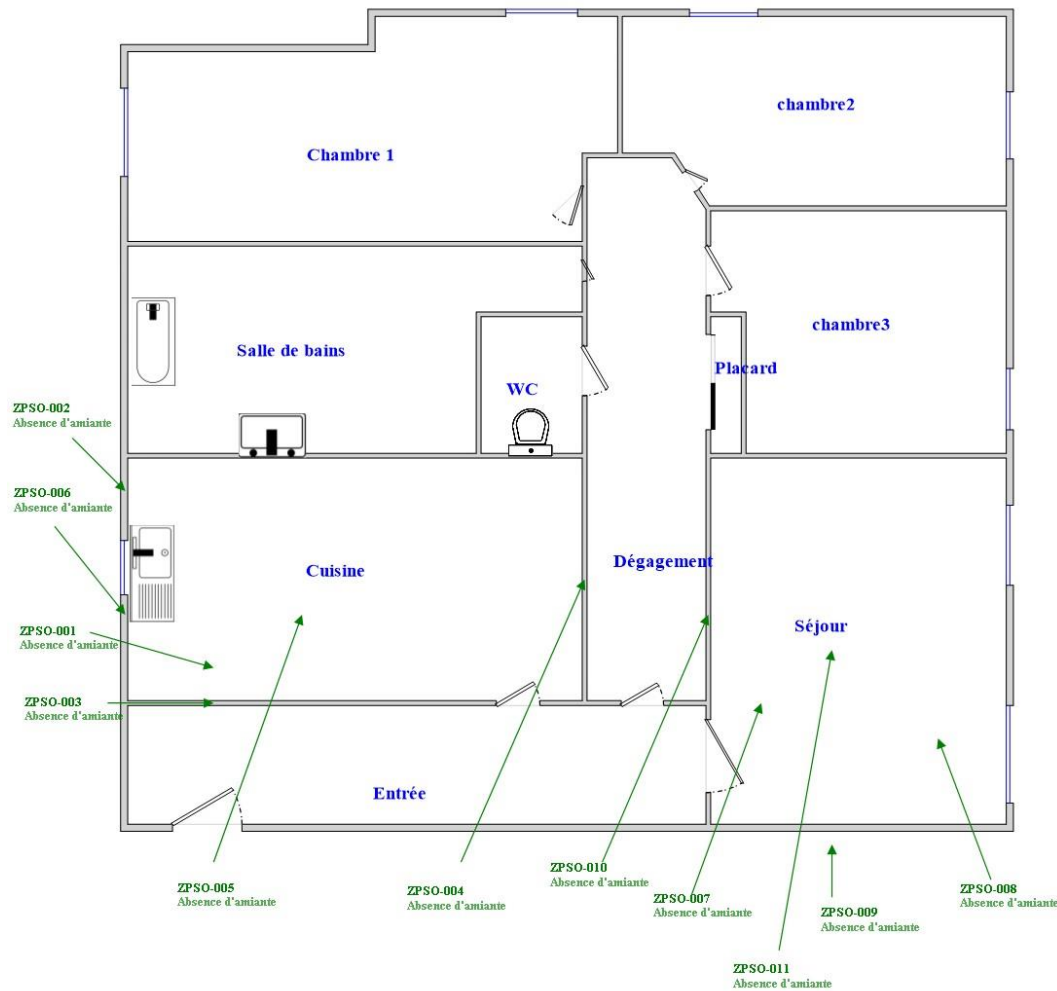 chambre2
Chambre 1
chambre3
Salle de bains
Placard
WC
ZPSO-002
Absence d'amiante
ZPSO-006
Absence d'amiante
Cuisine
Dégagement
Séjour
ZPSO-001
Absence d'amiante
ZPSO-003
Absence d'amiante
Entrée
ZPSO-005
Absence d'amiante
ZPSO-004
Absence d'amiante
ZPSO-010
Absence d'amiante
ZPSO-007
Absence d'amiante
ZPSO-009
Absence d'amiante
ZPSO-008
Absence d'amiante
ZPSO-011
Absence d'amiante